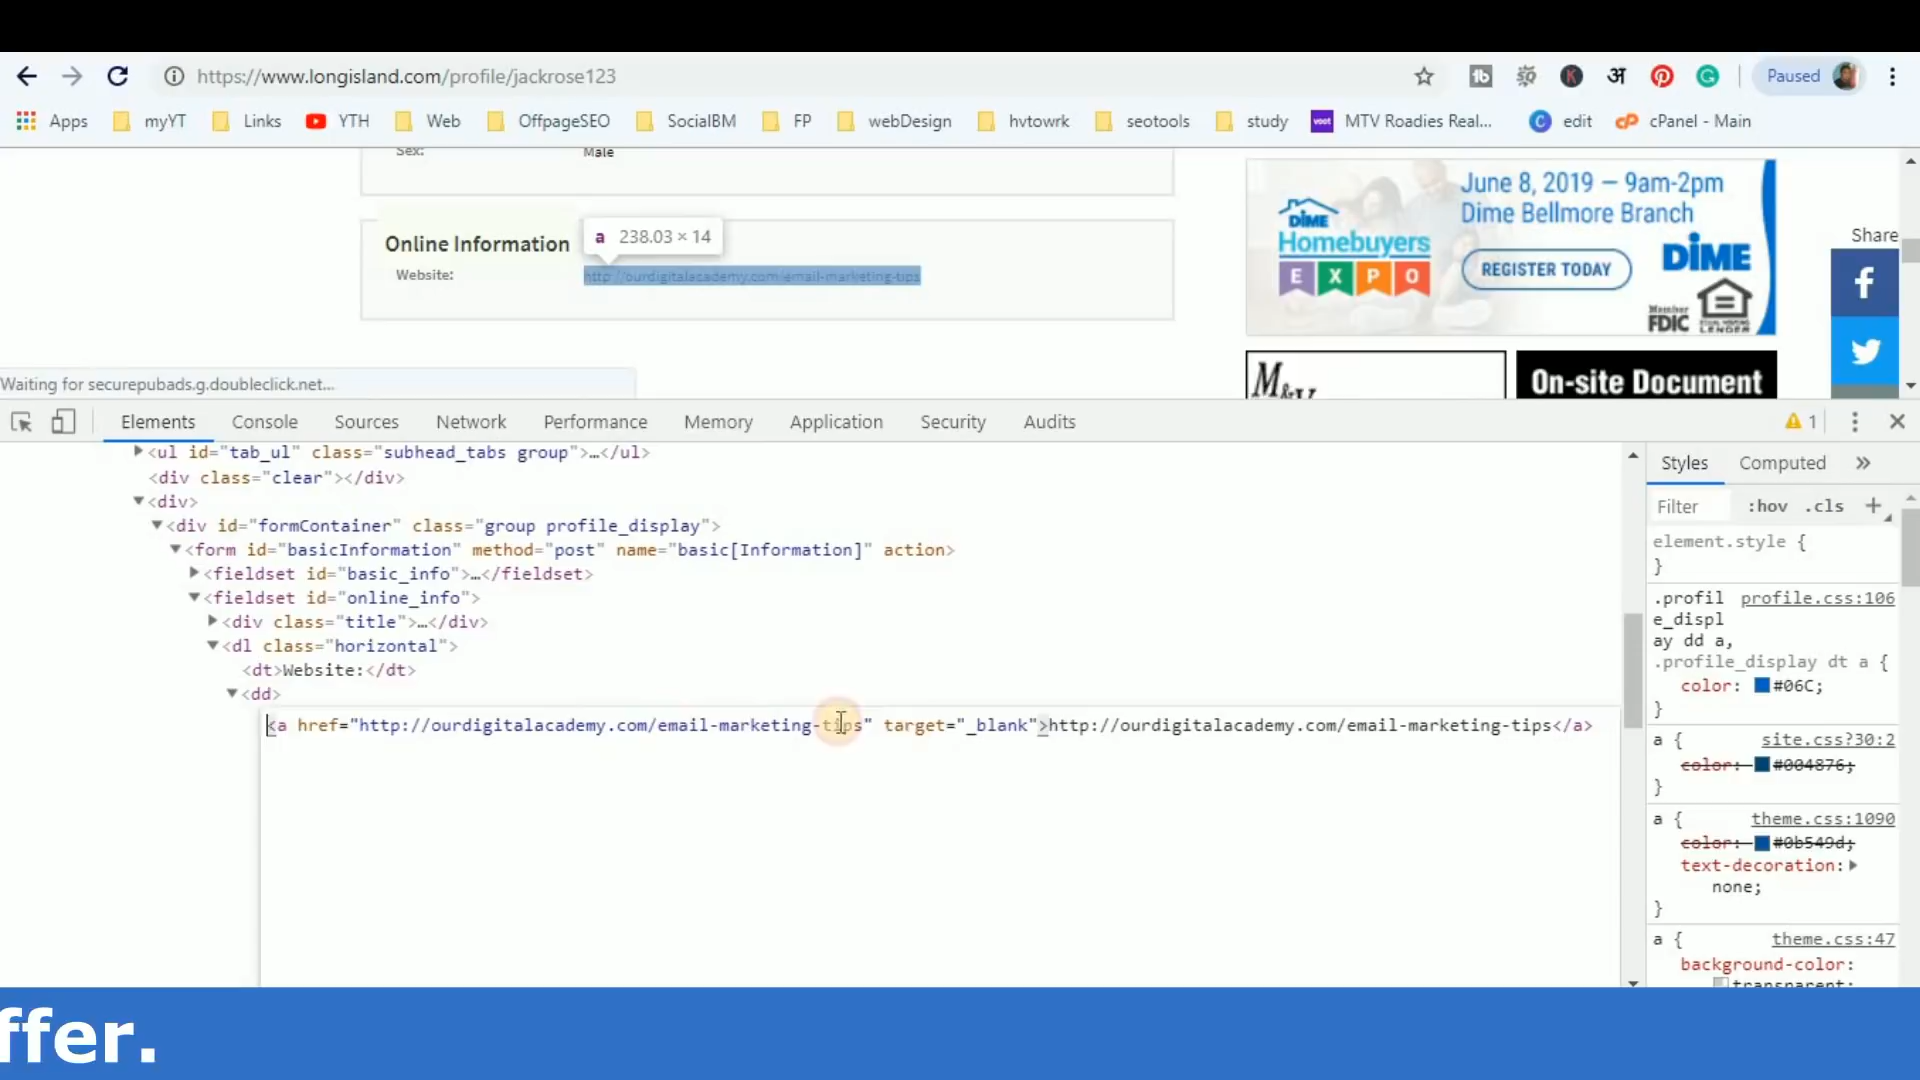 https://www.longisland.com/profile/jackrose123
Paused
Apps
myYT
Links
YTH
Web
OffpageSEO
SocialBM
FP
webDesign
hvtowrk
seotools
study
voot
MTV Roadies Real...
edit
cPanel - Main
Sex:
Male
Online Information
a 238.03 × 14
Website:
http://ourdigitalacademy.com/email-marketing-tips
June 8, 2019 — 9am-2pm
Dime Bellmore Branch
DIME
Homebuyers
EXPO
REGISTER TODAY
DIME
Member
FDIC
EQUAL HOUSING
LENDER
Share
On-site Document
Waiting for securepubads.g.doubleclick.net...
Elements
Console
Sources
Network
Performance
Memory
Application
Security
Audits
1
<ul id="tab_ul" class="subhead_tabs group">…</ul>
<div class="clear"></div>
<div>
<div id="formContainer" class="group profile_display">
<form id="basicInformation" method="post" name="basic[Information]" action>
<fieldset id="basic_info">…</fieldset>
<fieldset id="online_info">
<div class="title">…</div>
<dl class="horizontal">
<dt>Website:</dt>
<dd>
<a href="http://ourdigitalacademy.com/email-marketing-tips" target="_blank">http://ourdigitalacademy.com/email-marketing-tips</a>
Styles
Computed
»
Filter
:hov
.cls
+
element.style {
}
.profil profile.css:106
e_displ
ay dd a,
.profile_display dt a {
color: #06C;
}
a { site.css?30:2
color: #004876;
}
a { theme.css:1090
color: #0b549d;
text-decoration:
none;
}
a { theme.css:47
background-color:
transparent;
ffer.